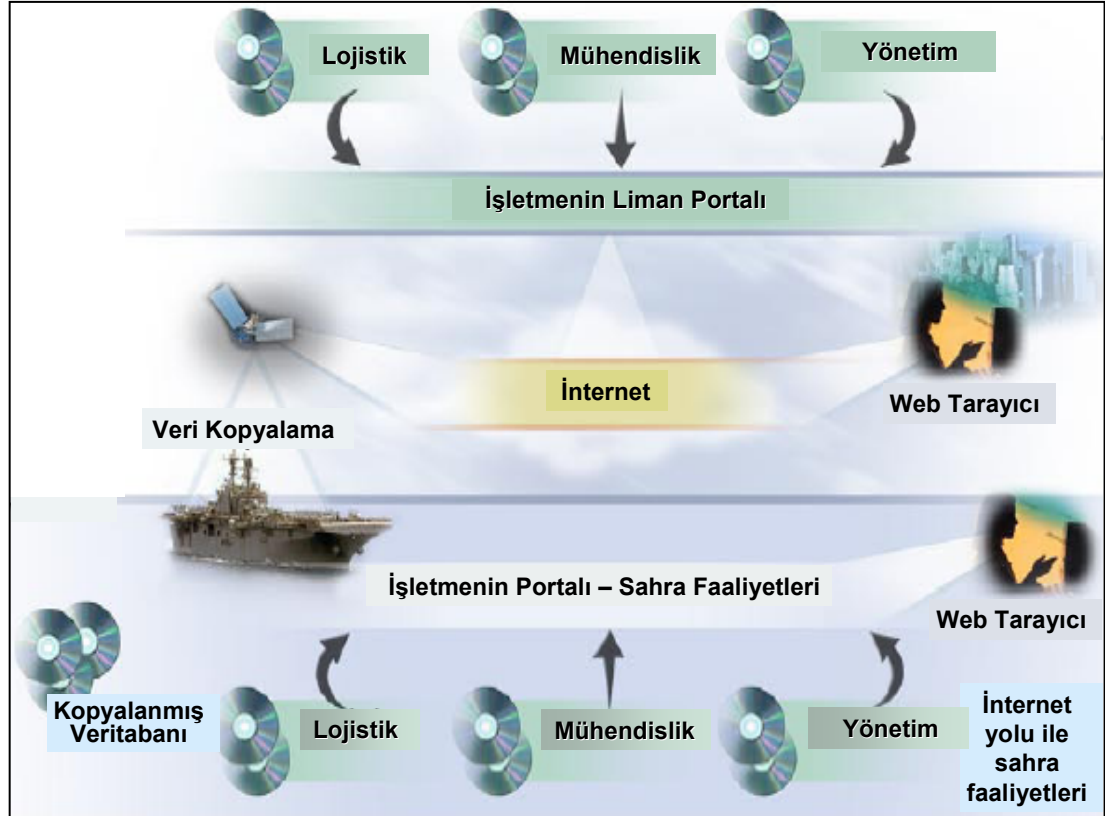 Lojistik
Mühendislik
Yönetim
İşletmenin Liman Portalı
İnternet
Web Tarayıcı
Veri Kopyalama
İşletmenin Portalı – Sahra Faaliyetleri
Web Tarayıcı
Kopyalanmış
Veritabanı
Lojistik
Mühendislik
Yönetim
İnternet
yolu ile
sahra
faaliyetleri